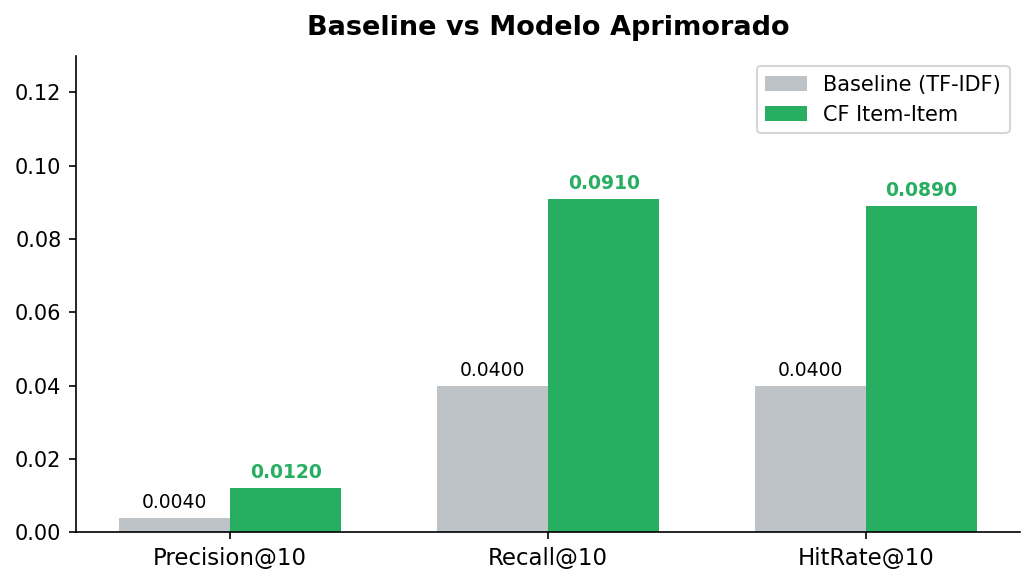 Baseline vs Modelo Aprimorado
Baseline (TF-IDF)
CF Item-Item
0.12
0.10
0.08
0.06
0.04
0.02
0.00
0.0040
0.0120
0.0400
0.0910
0.0400
0.0890
Precision@10
Recall@10
HitRate@10